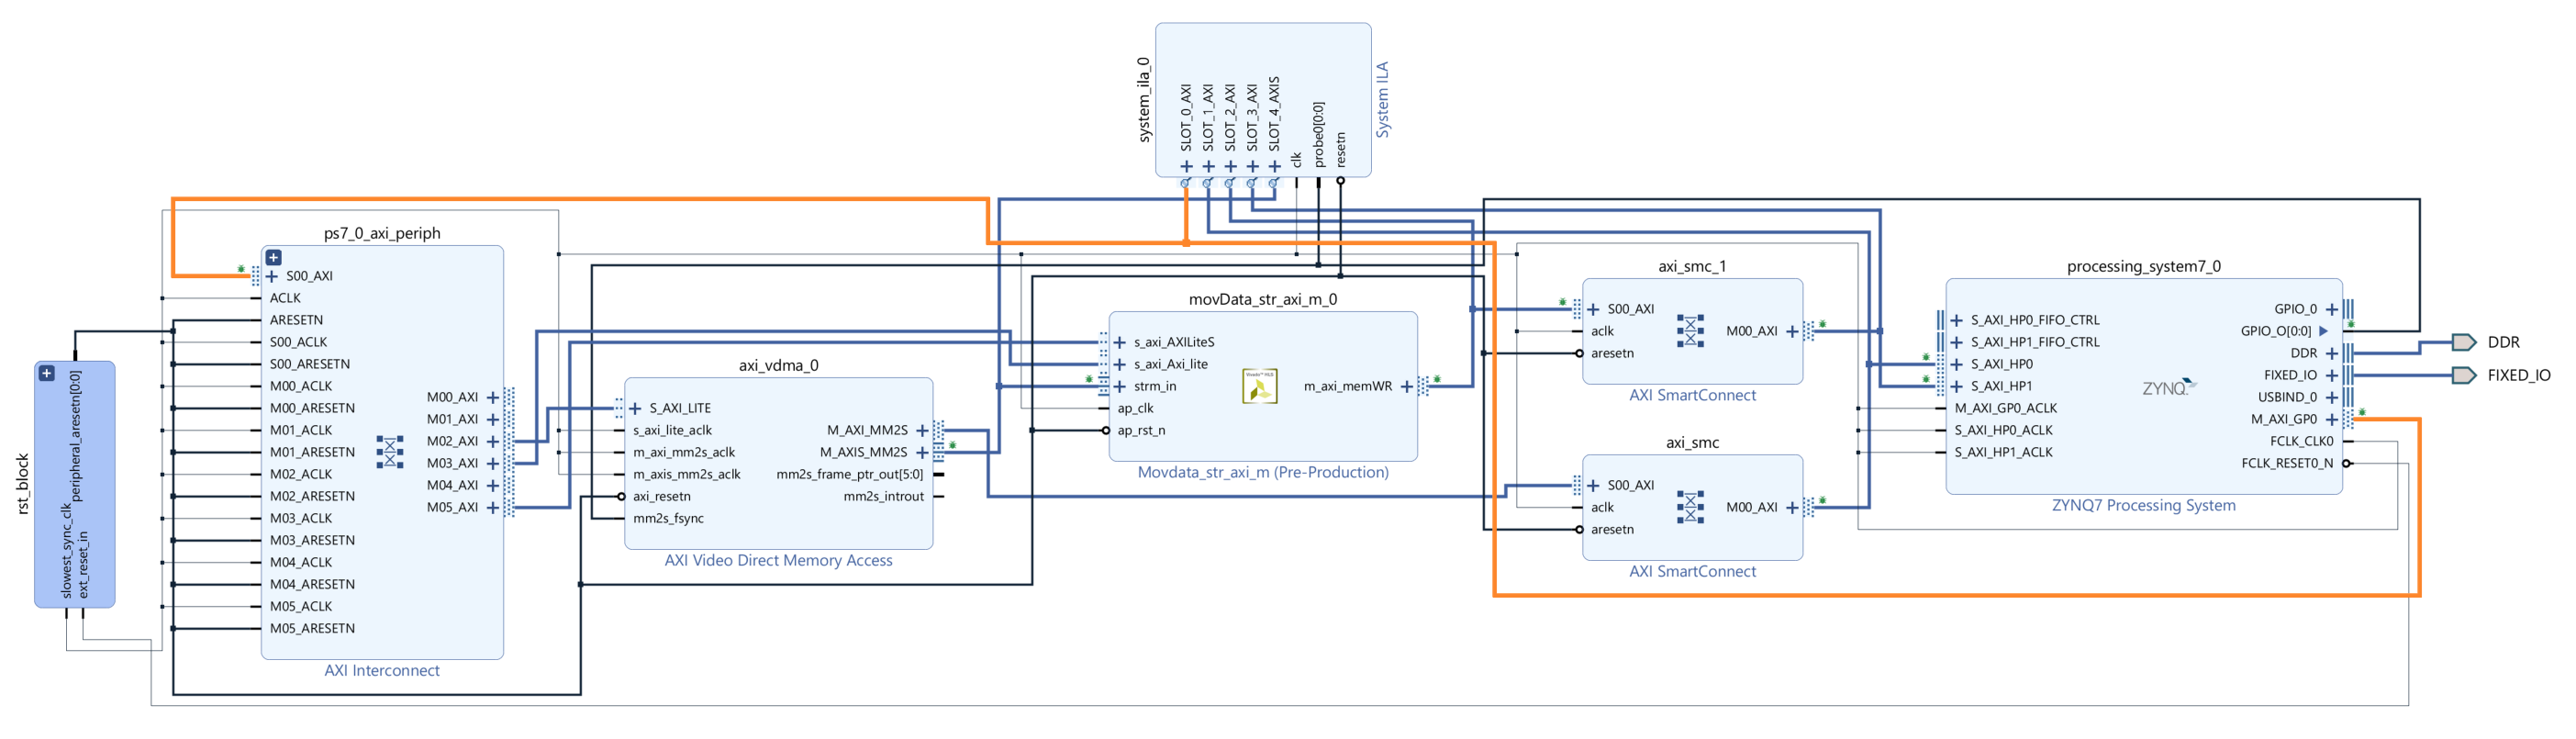 system_ila_0
SLOT_0_AXI
SLOT_1_AXI
SLOT_2_AXI
SLOT_3_AXI
SLOT_4_AXIS
clk
probe0[0:0]
resetn
System ILA
rst_block
peripheral_aresetn[0:0]
slowest_sync_clk
ext_reset_in
ps7_0_axi_periph
S00_AXI
ACLK
ARESETN
S00_ACLK
S00_ARESETN
M00_ACLK
M00_ARESETN
M01_ACLK
M01_ARESETN
M02_ACLK
M02_ARESETN
M03_ACLK
M03_ARESETN
M04_ACLK
M04_ARESETN
M05_ACLK
M05_ARESETN
M00_AXI
M01_AXI
M02_AXI
M03_AXI
M04_AXI
M05_AXI
AXI Interconnect
axi_vdma_0
S_AXI_LITE
s_axi_lite_aclk
m_axi_mm2s_aclk
m_axis_mm2s_aclk
axi_resetn
mm2s_fsync
M_AXI_MM2S
M_AXIS_MM2S
mm2s_frame_ptr_out[5:0]
mm2s_introut
AXI Video Direct Memory Access
movData_str_axi_m_0
s_axi_AXILiteS
s_axi_Axi_lite
strm_in
ap_clk
ap_rst_n
Vivado™ HLS
m_axi_memWR
Movdata_str_axi_m (Pre-Production)
axi_smc_1
S00_AXI
aclk
aresetn
M00_AXI
AXI SmartConnect
axi_smc
S00_AXI
aclk
aresetn
M00_AXI
AXI SmartConnect
processing_system7_0
S_AXI_HP0_FIFO_CTRL
S_AXI_HP1_FIFO_CTRL
S_AXI_HP0
S_AXI_HP1
M_AXI_GP0_ACLK
S_AXI_HP0_ACLK
S_AXI_HP1_ACLK
ZYNQ
GPIO_0
GPIO_O[0:0]
DDR
FIXED_IO
USBIND_0
M_AXI_GP0
FCLK_CLK0
FCLK_RESET0_N
ZYNQ7 Processing System
DDR
FIXED_IO